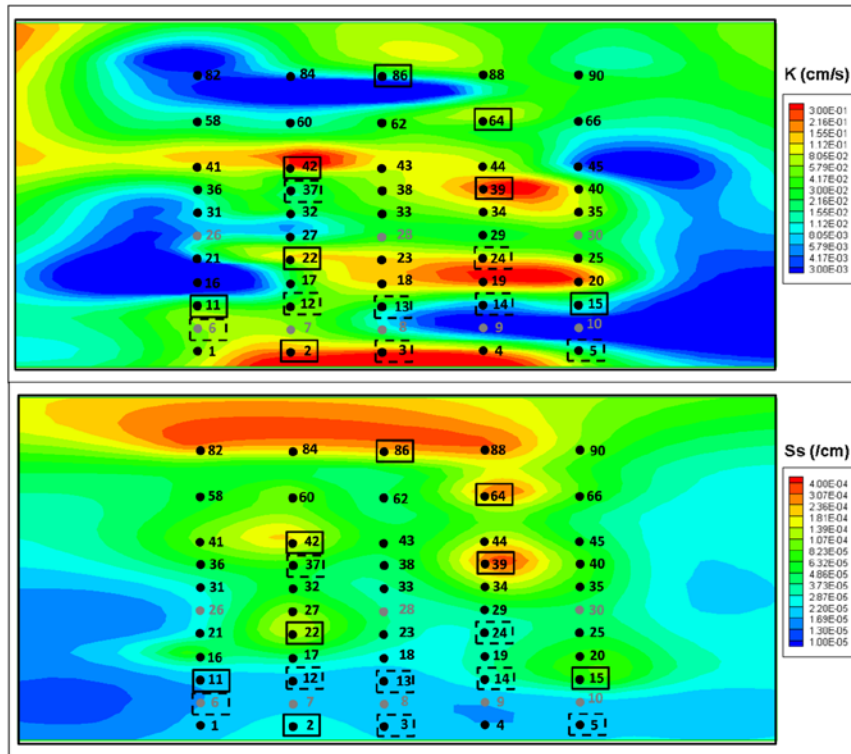 82 84 86 88 90
K (cm/s)
58 60 62 64 66
3.00E-01
2.16E-01
1.55E-01
1.12E-01
8.05E-02
5.79E-02
4.17E-02
3.00E-02
2.16E-02
1.55E-02
1.12E-02
8.05E-03
5.79E-03
4.17E-03
3.00E-03
41 42 43 44 45
36 37 38 39 40
31 32 33 34 35
26 27 28 29 30
21 22 23 24 25
16 17 18 19 20
11 12 13 14 15
6 7 8 9 10
1 2 3 4 5
82 84 86 88 90
Ss (/cm)
58 60 62 64 66
4.00E-04
3.07E-04
2.36E-04
1.81E-04
1.39E-04
1.07E-04
8.23E-05
6.32E-05
4.86E-05
3.73E-05
2.87E-05
2.20E-05
1.69E-05
1.30E-05
1.00E-05
41 42 43 44 45
36 37 38 39 40
31 32 33 34 35
26 27 28 29 30
21 22 23 24 25
16 17 18 19 20
11 12 13 14 15
6 7 8 9 10
1 2 3 4 5